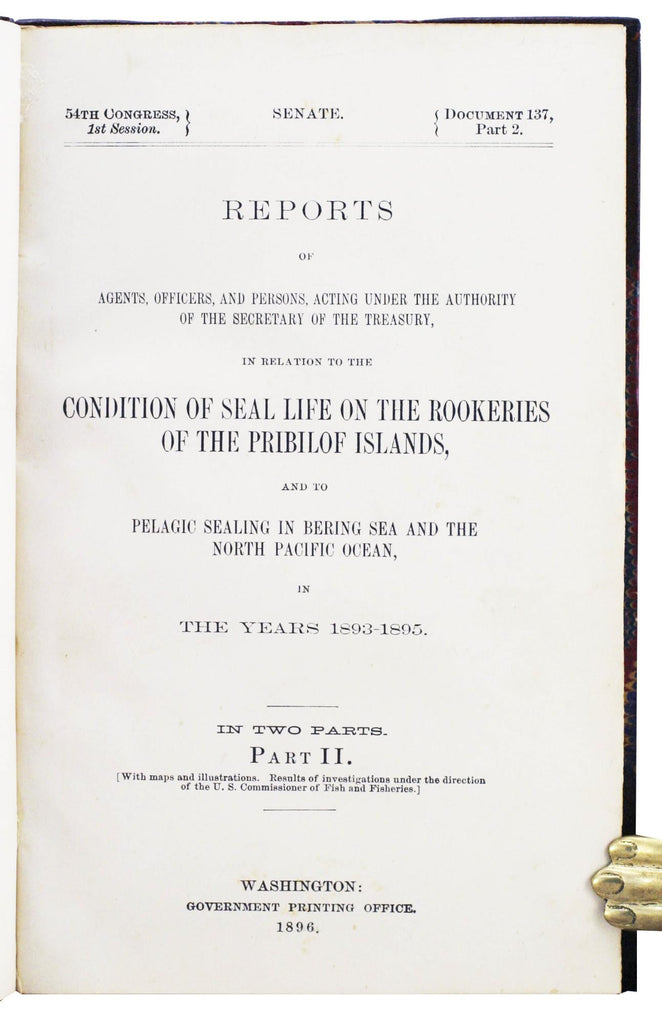 54TH CONGRESS, } SENATE. { DOCUMENT 137,
1st Session. } { Part 2.
REPORTS
OF
AGENTS, OFFICERS, AND PERSONS, ACTING UNDER THE AUTHORITY
OF THE SECRETARY OF THE TREASURY,
IN RELATION TO THE
CONDITION OF SEAL LIFE ON THE ROOKERIES
OF THE PRIBILOF ISLANDS,
AND TO
PELAGIC SEALING IN BERING SEA AND THE
NORTH PACIFIC OCEAN,
IN
THE YEARS 1893-1895.
IN TWO PARTS.
PART II.
[With maps and illustrations. Results of investigations under the direction
of the U. S. Commissioner of Fish and Fisheries.]
WASHINGTON:
GOVERNMENT PRINTING OFFICE.
1896.